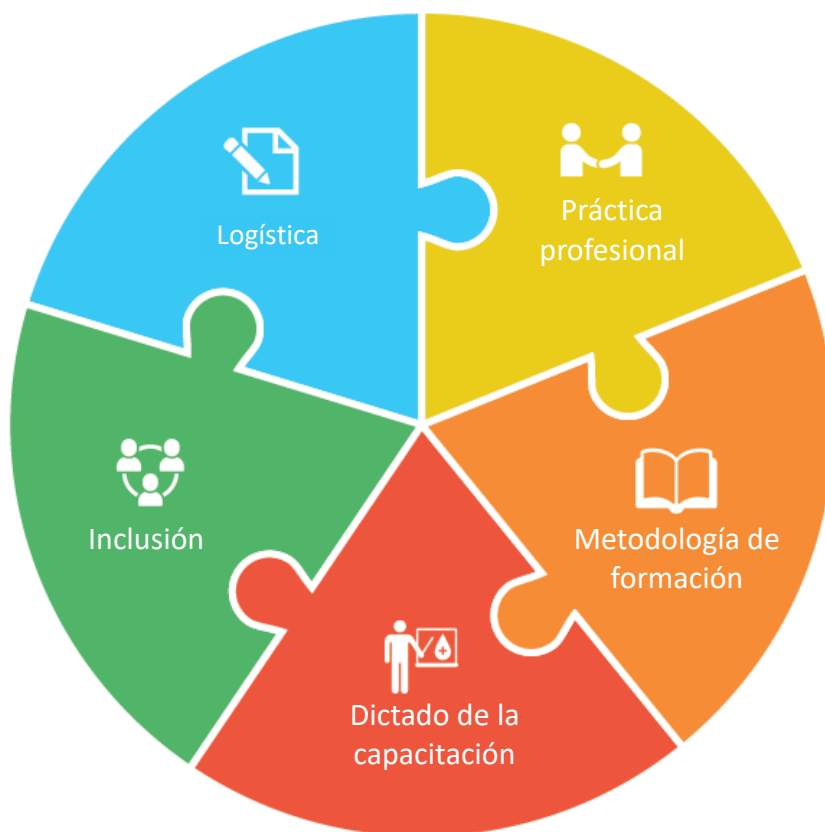 Logística
Práctica
profesional
Inclusión
Metodología de
formación
Dictado de la
capacitación